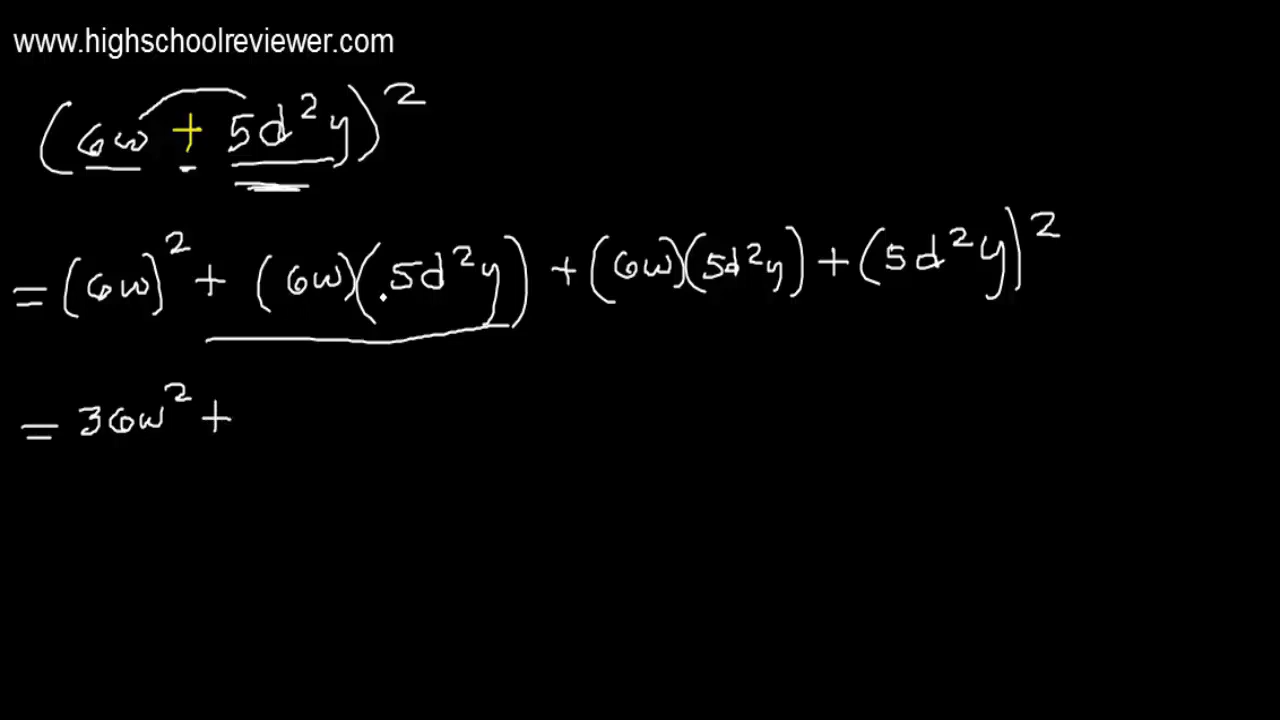 www.highschoolreviewer.com
(6w + 5d²y)²
= (6w)² + (6w)(5d²y) + (6w)(5d²y) + (5d²y)²
= 36w² +